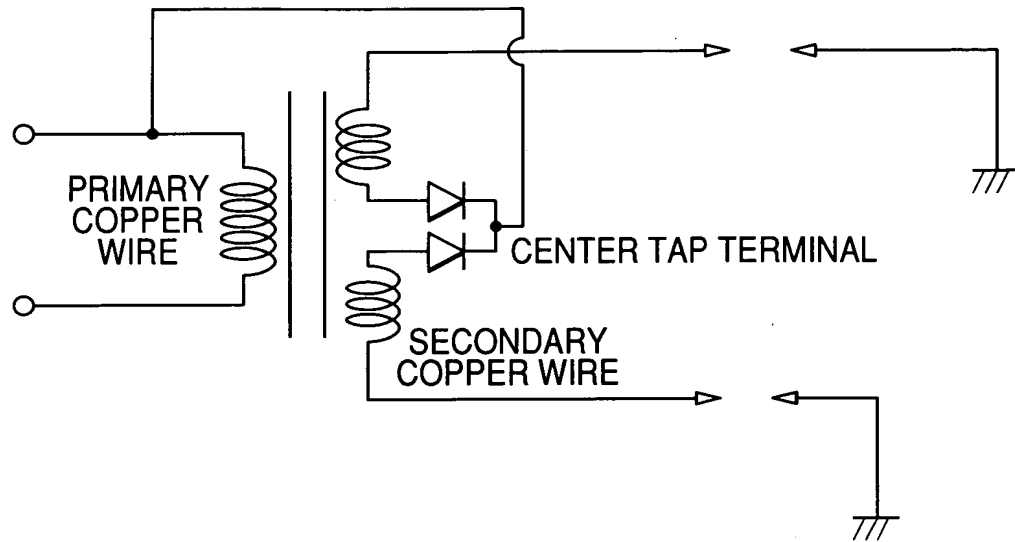 PRIMARY
COPPER
WIRE
CENTER TAP TERMINAL
SECONDARY
COPPER WIRE